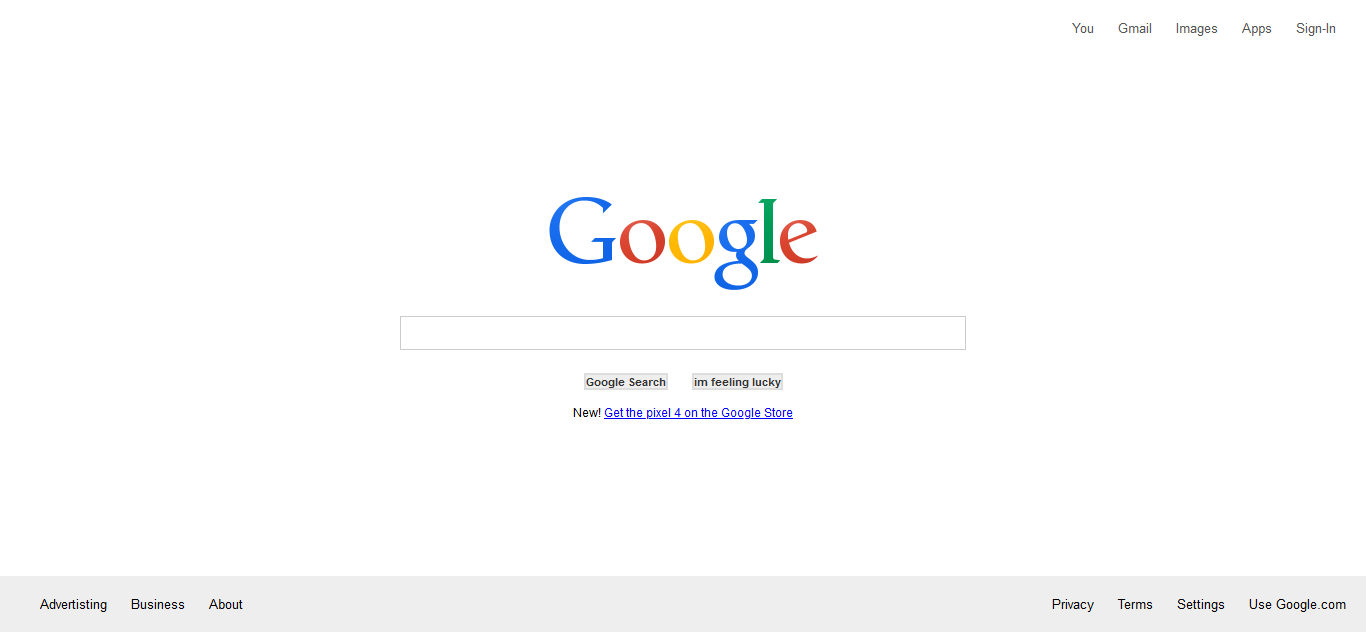 You Gmail Images Apps Sign-In
Google
Google Search im feeling lucky
New! Get the pixel 4 on the Google Store
Advertisting Business About Privacy Terms Settings Use Google.com